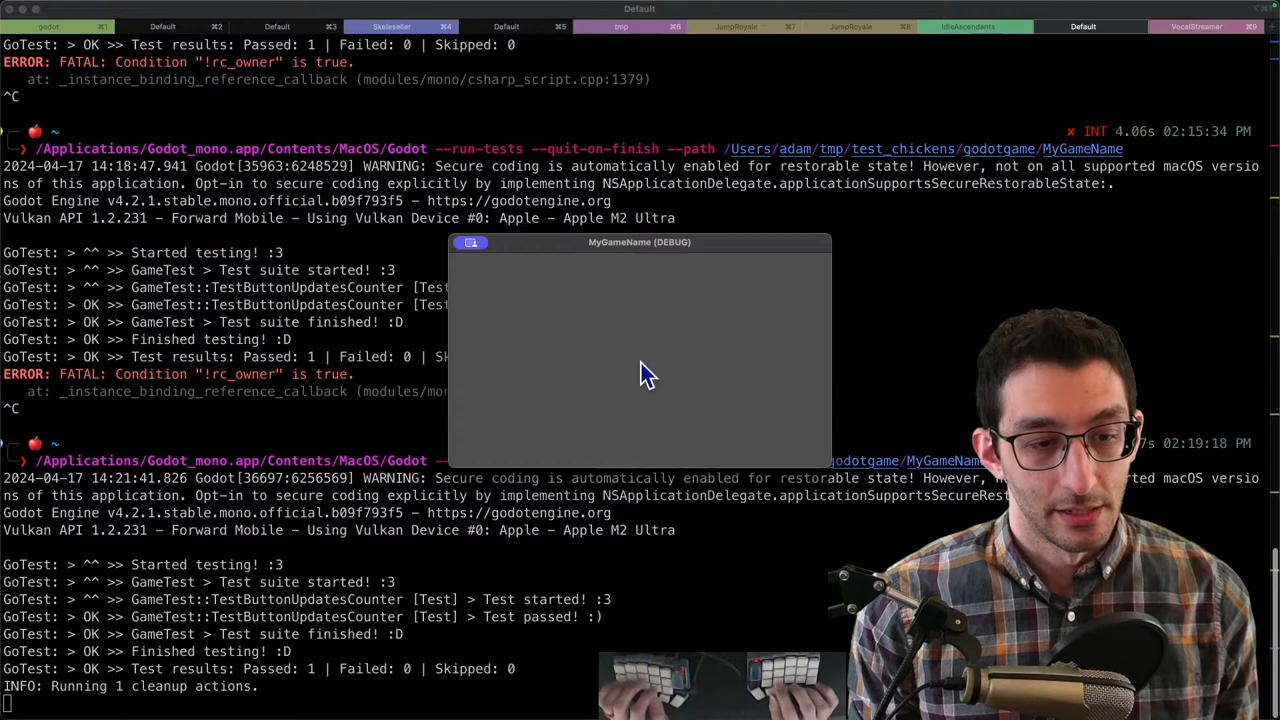 Default
godot ⌘1 Default ⌘2 Default ⌘3 Skeleseller ⌘4 Default ⌘5 tmp ⌘6 JumpRoyale ⌘7 JumpRoyale ⌘8 IdleAscendants Default VocalStreamer ⌘9
GoTest: > OK >> Test results: Passed: 1 | Failed: 0 | Skipped: 0
ERROR: FATAL: Condition "!rc_owner" is true.
at: _instance_binding_reference_callback (modules/mono/csharp_script.cpp:1379)
^C
~ ✘ INT 4.06s 02:15:34 PM
❯ /Applications/Godot_mono.app/Contents/MacOS/Godot --run-tests --quit-on-finish --path /Users/adam/tmp/test_chickens/godotgame/MyGameName
2024-04-17 14:18:47.941 Godot[35963:6248529] WARNING: Secure coding is automatically enabled for restorable state! However, not on all supported macOS versio
ns of this application. Opt-in to secure coding explicitly by implementing NSApplicationDelegate.applicationSupportsSecureRestorableState:.
Godot Engine v4.2.1.stable.mono.official.b09f793f5 - https://godotengine.org
Vulkan API 1.2.231 - Forward Mobile - Using Vulkan Device #0: Apple - Apple M2 Ultra
MyGameName (DEBUG)
GoTest: > ^^ >> Started testing! :3
GoTest: > ^^ >> GameTest > Test suite started! :3
GoTest: > ^^ >> GameTest::TestButtonUpdatesCounter [Test
GoTest: > OK >> GameTest::TestButtonUpdatesCounter [Test
GoTest: > OK >> GameTest > Test suite finished! :D
GoTest: > OK >> Finished testing! :D
GoTest: > OK >> Test results: Passed: 1 | Failed: 0 | Sk
ERROR: FATAL: Condition "!rc_owner" is true.
at: _instance_binding_reference_callback (modules/mo
^C
~ 07s 02:19:18 PM
❯ /Applications/Godot_mono.app/Contents/MacOS/Godot -- godotgame/MyGameNam
2024-04-17 14:21:41.826 Godot[36697:6256569] WARNING: Secure coding is automatically enabled for restorable state! However, n orted macOS versio
ns of this application. Opt-in to secure coding explicitly by implementing NSApplicationDelegate.applicationSupportsSecureRest
Godot Engine v4.2.1.stable.mono.official.b09f793f5 - https://godotengine.org
Vulkan API 1.2.231 - Forward Mobile - Using Vulkan Device #0: Apple - Apple M2 Ultra
GoTest: > ^^ >> Started testing! :3
GoTest: > ^^ >> GameTest > Test suite started! :3
GoTest: > ^^ >> GameTest::TestButtonUpdatesCounter [Test] > Test started! :3
GoTest: > OK >> GameTest::TestButtonUpdatesCounter [Test] > Test passed! :)
GoTest: > OK >> GameTest > Test suite finished! :D
GoTest: > OK >> Finished testing! :D
GoTest: > OK >> Test results: Passed: 1 | Failed: 0 | Skipped: 0
INFO: Running 1 cleanup actions.